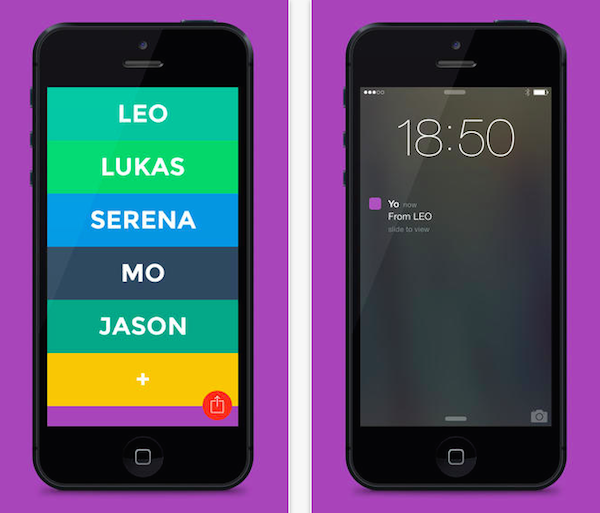 LEO
LUKAS
SERENA
MO
JASON
+
18:50
Yo now
From LEO
slide to view